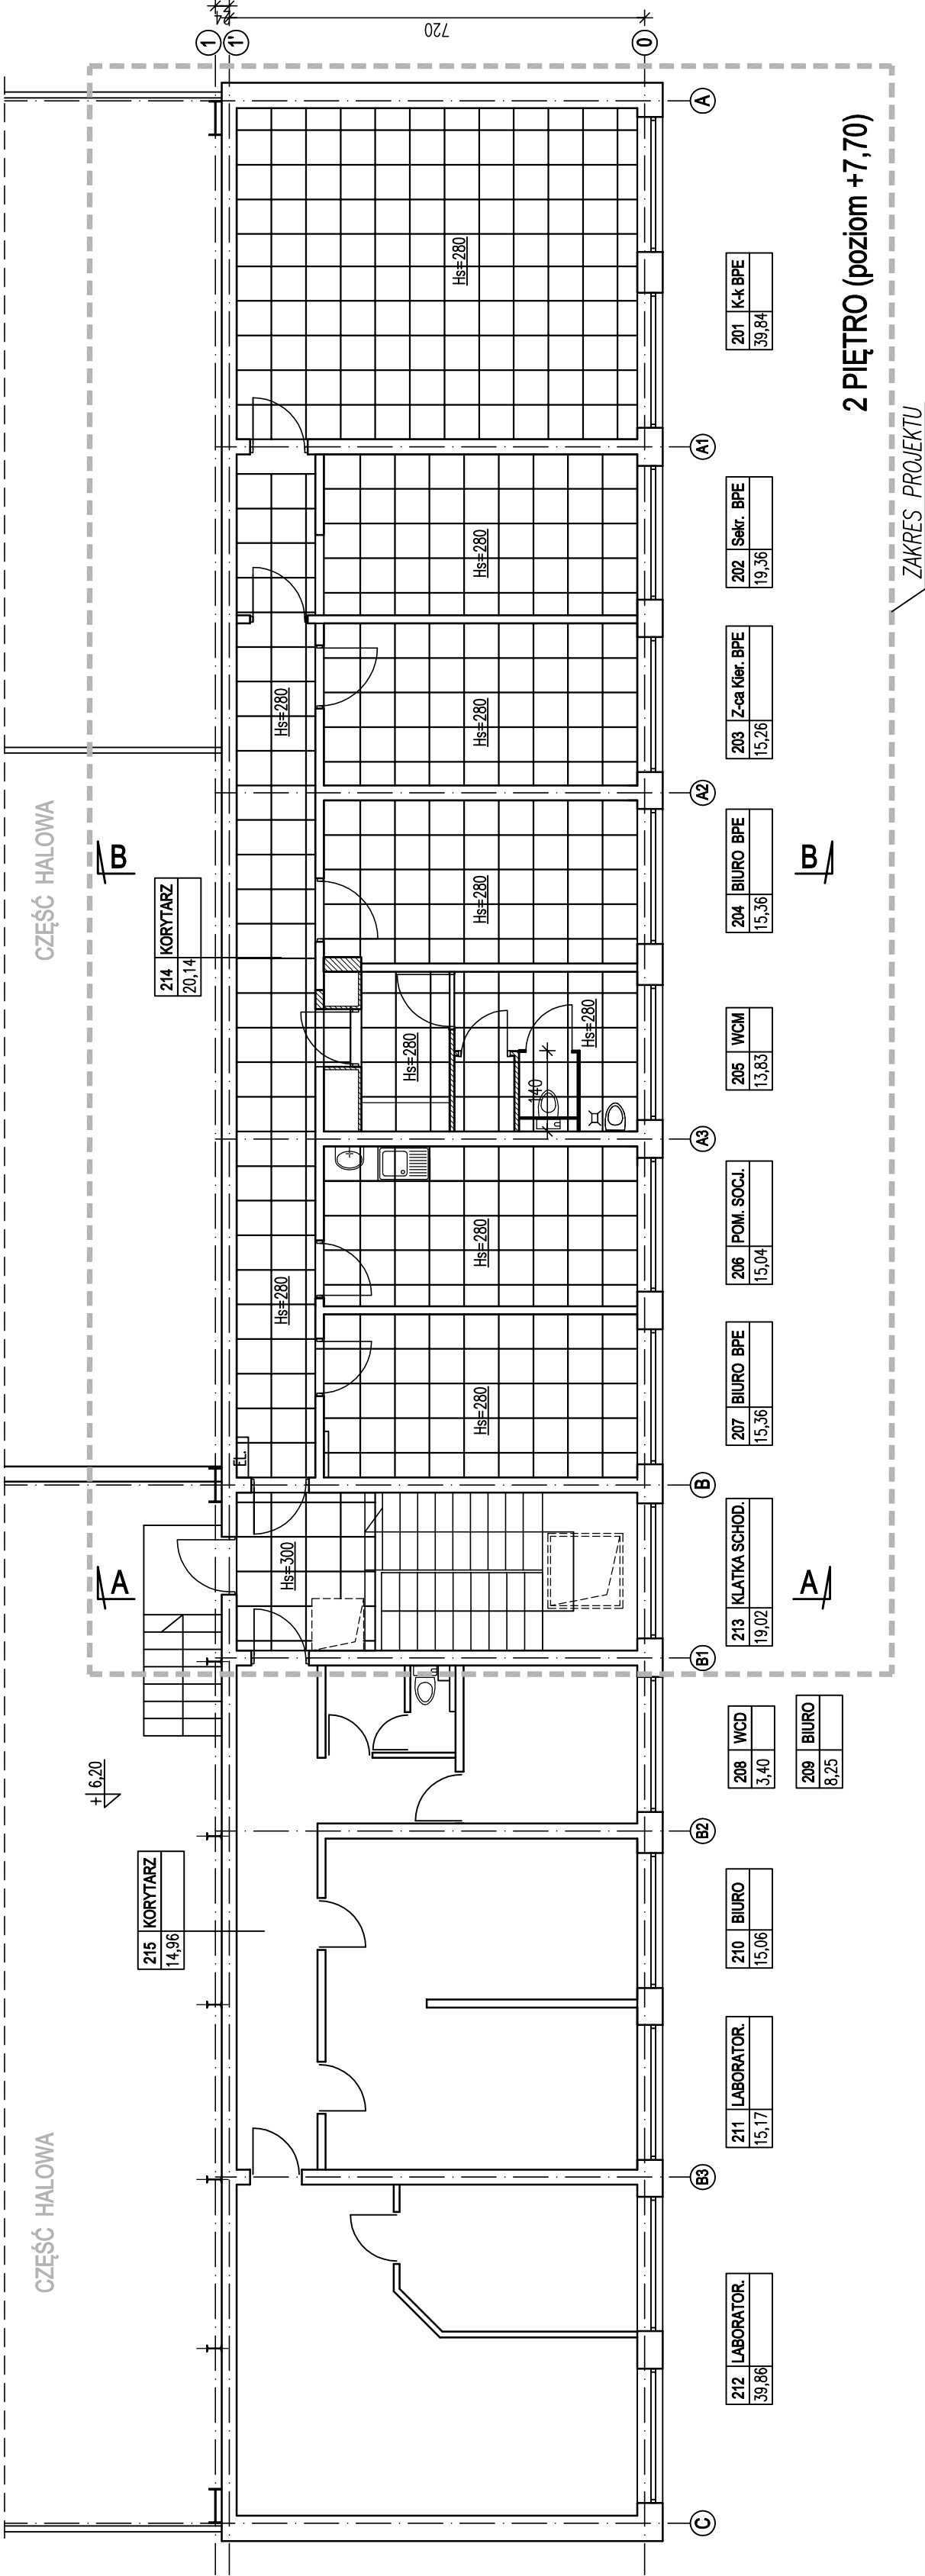 CZĘŚĆ HALOWA
CZĘŚĆ HALOWA
+ 6,20
215 KORYTARZ
14,96
214 KORYTARZ
20,14
A
B
1
1'
24
720
0
EL.
Hs=300
Hs=280
Hs=280
Hs=280
Hs=280
Hs=280
Hs=280
140
Hs=280
Hs=280
Hs=280
Hs=280
C
B3
B2
B1
B
A3
A2
A1
A
212 LABORATOR.
39,86
211 LABORATOR.
15,17
210 BIURO
15,06
208 WCD
3,40
209 BIURO
8,25
213 KLATKA SCHOD.
19,02
207 BIURO BPE
15,36
206 POM. SOCJ.
15,04
205 WCM
13,83
204 BIURO BPE
15,36
203 Z-ca Kier. BPE
15,26
202 Sekr. BPE
19,36
201 K-k BPE
39,84
A
B
2 PIĘTRO (poziom +7,70)
ZAKRES PROJEKTU